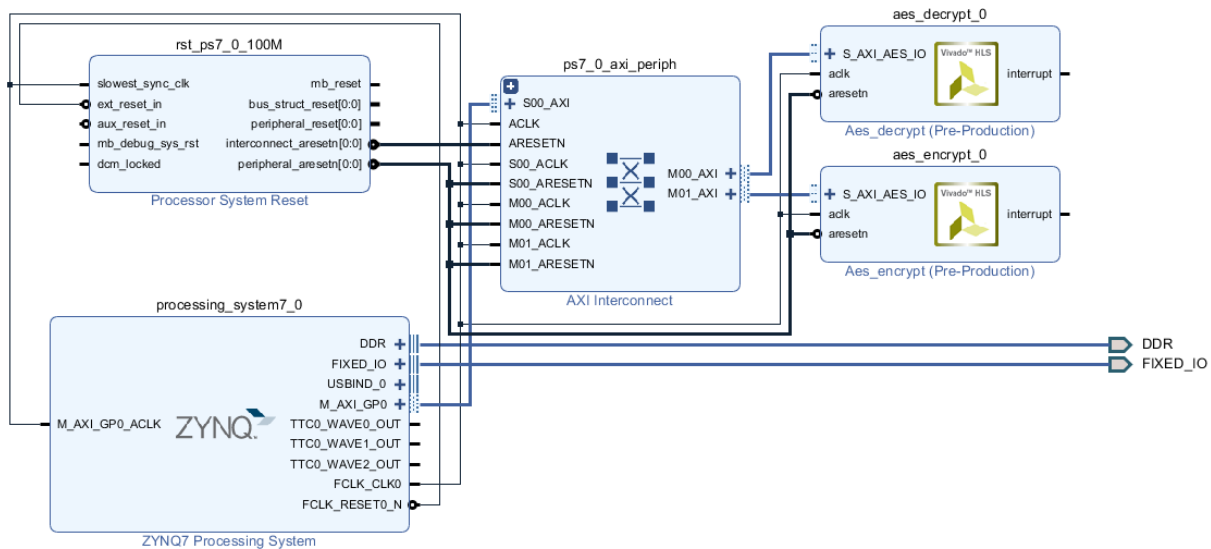 rst_ps7_0_100M
slowest_sync_clk
ext_reset_in
aux_reset_in
mb_debug_sys_rst
dcm_locked
mb_reset
bus_struct_reset[0:0]
peripheral_reset[0:0]
interconnect_aresetn[0:0]
peripheral_aresetn[0:0]
Processor System Reset
ps7_0_axi_periph
S00_AXI
ACLK
ARESETN
S00_ACLK
S00_ARESETN
M00_ACLK
M00_ARESETN
M01_ACLK
M01_ARESETN
M00_AXI
M01_AXI
AXI Interconnect
aes_decrypt_0
S_AXI_AES_IO
aclk
aresetn
Vivado™ HLS
interrupt
Aes_decrypt (Pre-Production)
aes_encrypt_0
S_AXI_AES_IO
aclk
aresetn
Vivado™ HLS
interrupt
Aes_encrypt (Pre-Production)
processing_system7_0
M_AXI_GP0_ACLK
ZYNQ
DDR
FIXED_IO
USBIND_0
M_AXI_GP0
TTC0_WAVE0_OUT
TTC0_WAVE1_OUT
TTC0_WAVE2_OUT
FCLK_CLK0
FCLK_RESET0_N
ZYNQ7 Processing System
DDR
FIXED_IO